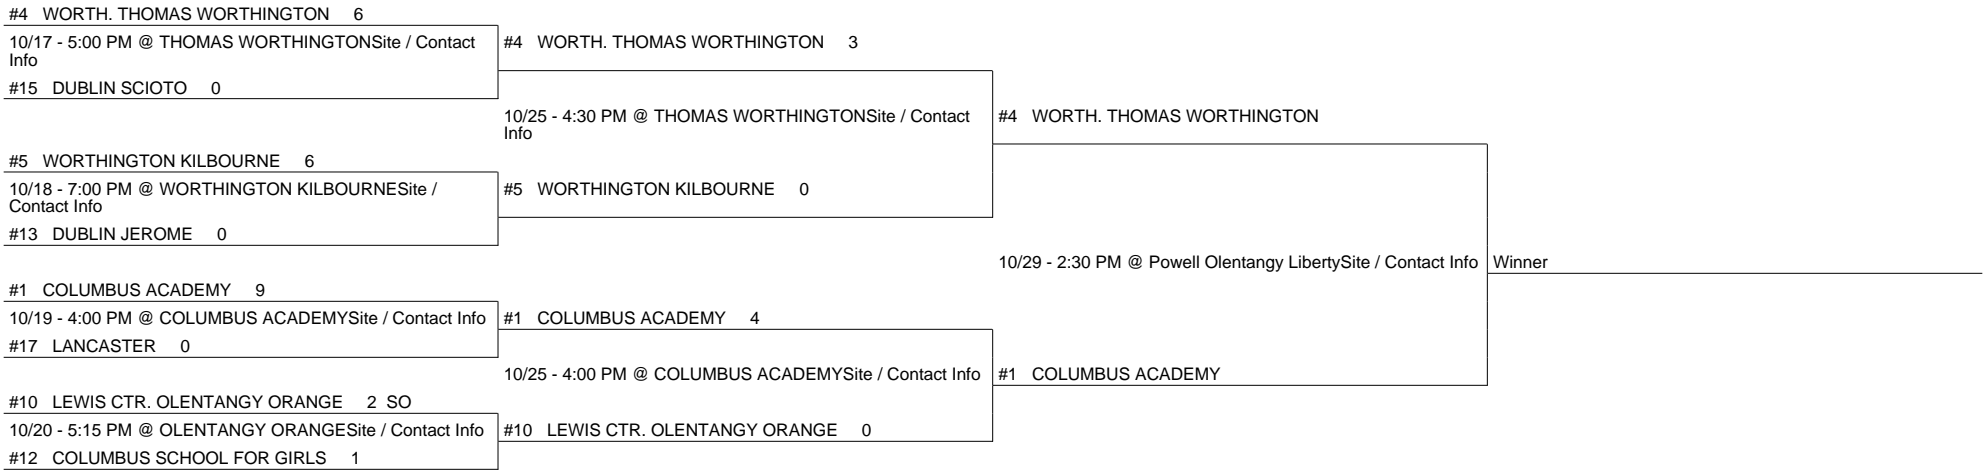 #4 WORTH. THOMAS WORTHINGTON 6
10/17 - 5:00 PM @ THOMAS WORTHINGTONSite / Contact
Info
#15 DUBLIN SCIOTO 0
#4 WORTH. THOMAS WORTHINGTON 3
10/25 - 4:30 PM @ THOMAS WORTHINGTONSite / Contact
Info
#5 WORTHINGTON KILBOURNE 6
10/18 - 7:00 PM @ WORTHINGTON KILBOURNESite /
Contact Info
#13 DUBLIN JEROME 0
#5 WORTHINGTON KILBOURNE 0
#4 WORTH. THOMAS WORTHINGTON
10/29 - 2:30 PM @ Powell Olentangy LibertySite / Contact Info
Winner
#1 COLUMBUS ACADEMY 9
10/19 - 4:00 PM @ COLUMBUS ACADEMYSite / Contact Info
#17 LANCASTER 0
#1 COLUMBUS ACADEMY 4
10/25 - 4:00 PM @ COLUMBUS ACADEMYSite / Contact Info
#1 COLUMBUS ACADEMY
#10 LEWIS CTR. OLENTANGY ORANGE 2 SO
10/20 - 5:15 PM @ OLENTANGY ORANGESite / Contact Info
#12 COLUMBUS SCHOOL FOR GIRLS 1
#10 LEWIS CTR. OLENTANGY ORANGE 0